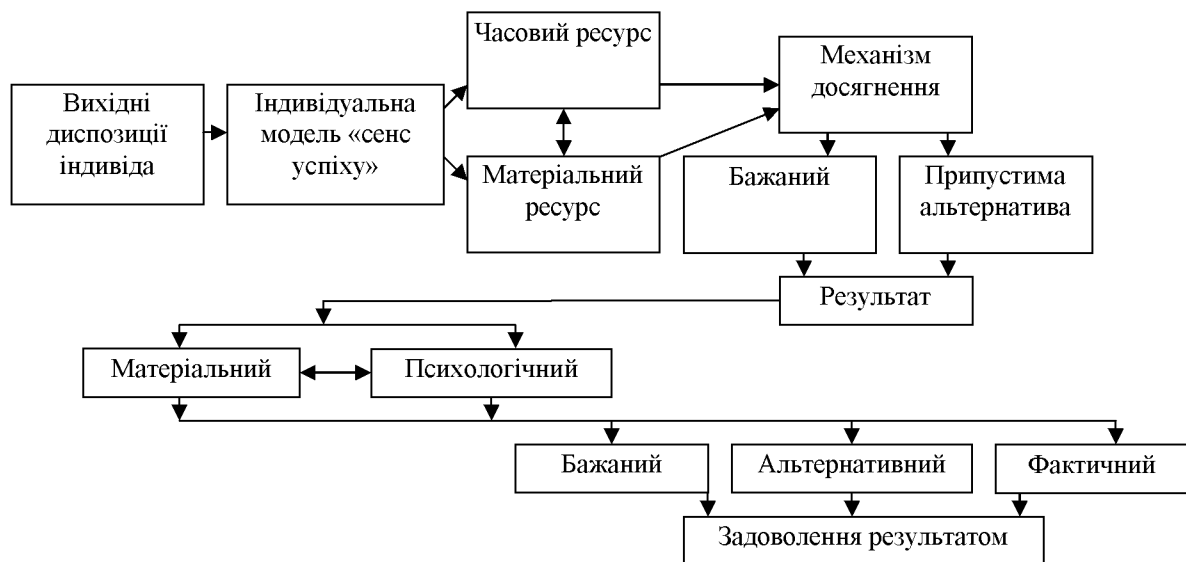 Вихідні
диспозиції
індивіда
Індивідуальна
модель «сенс
успіху»
Часовий ресурс
Матеріальний
ресурс
Механізм
досягнення
Бажаний
Припустима
альтернатива
Результат
Матеріальний
Психологічний
Бажаний
Альтернативний
Фактичний
Задоволення результатом